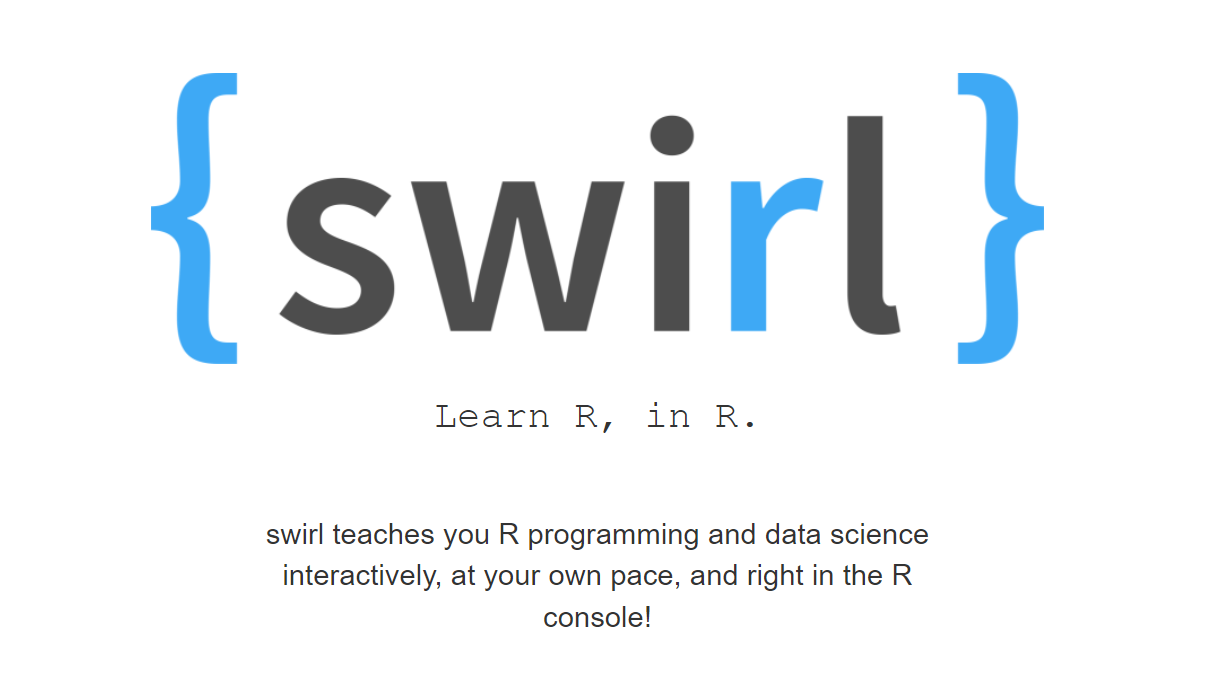 {swirl}
Learn R, in R.
swirl teaches you R programming and data science
interactively, at your own pace, and right in the R
console!